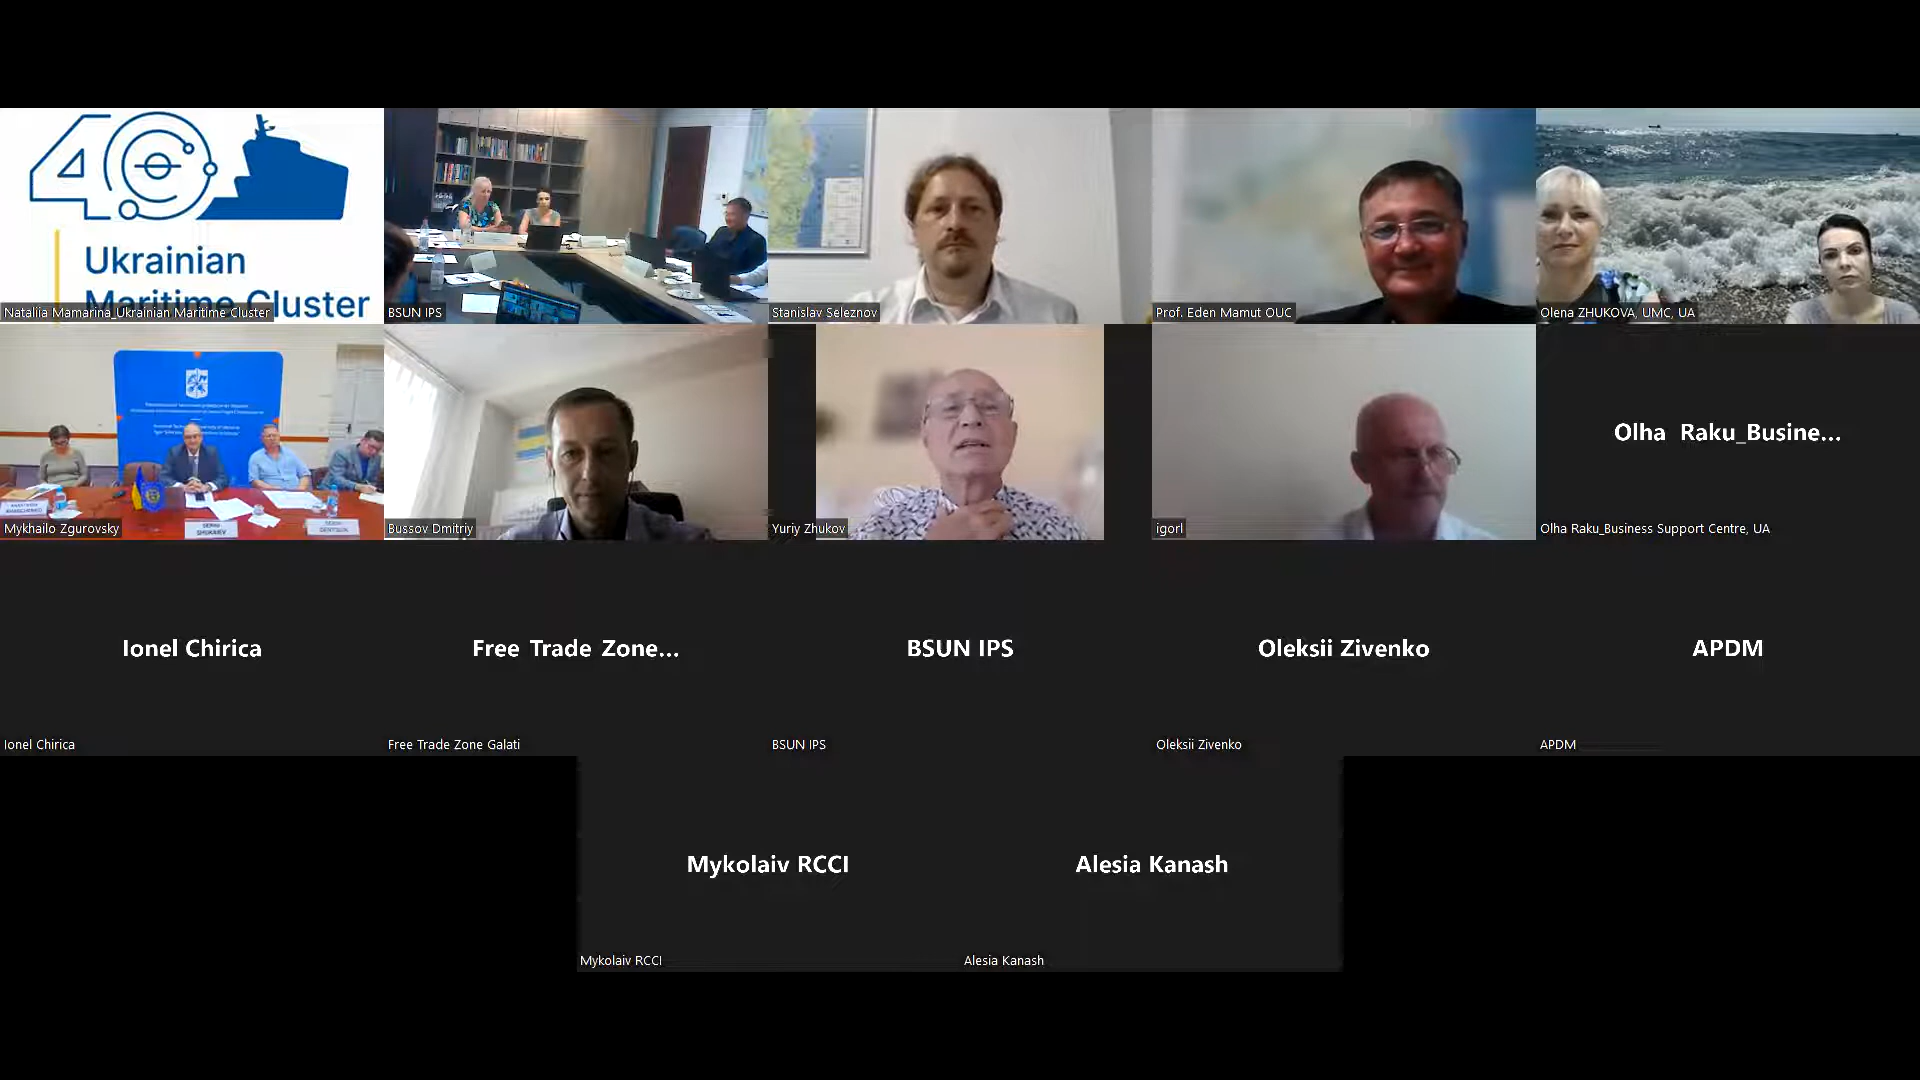 40
Ukrainian
Maritime Cluster
Nataliia Mamarina_Ukrainian Maritime Cluster
BSUN IPS
Stanislav Seleznov
Prof. Eden Mamut OUC
Olena ZHUKOVA, UMC, UA
SERHII
Mykhailo Zgurovsky
Bussov Dmitriy
Yuriy Zhukov
igorl
Olha Raku_Busine...
Olha Raku_Business Support Centre, UA
Ionel Chirica
Free Trade Zone...
BSUN IPS
Oleksii Zivenko
APDM
Ionel Chirica
Free Trade Zone Galati
BSUN IPS
Oleksii Zivenko
APDM
Mykolaiv RCCI
Alesia Kanash
Mykolaiv RCCI
Alesia Kanash